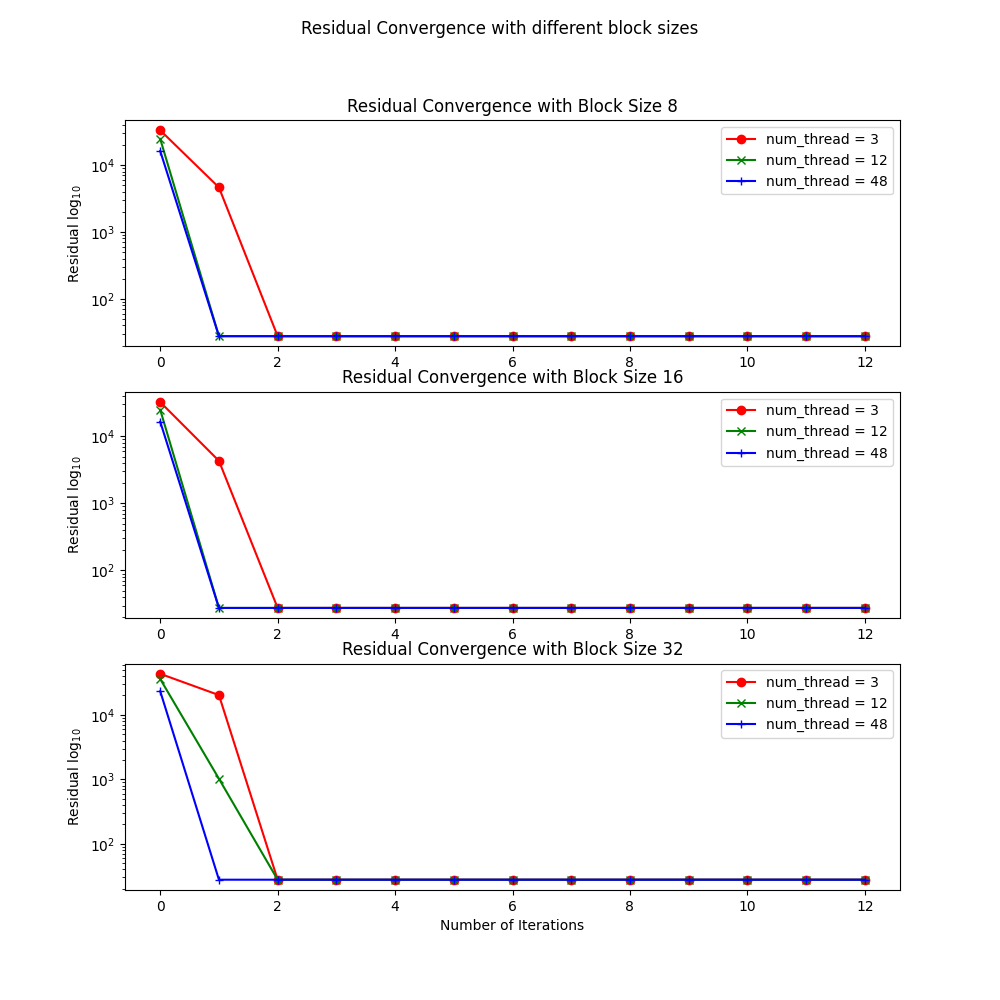 Residual Convergence with different block sizes
Residual Convergence with Block Size 8
Residual log₁₀
10⁴
10³
10²
num_thread = 3
num_thread = 12
num_thread = 48
0 2 4 6 8 10 12
Residual Convergence with Block Size 16
Residual log₁₀
10⁴
10³
10²
num_thread = 3
num_thread = 12
num_thread = 48
0 2 4 6 8 10 12
Residual Convergence with Block Size 32
Residual log₁₀
10⁴
10³
10²
num_thread = 3
num_thread = 12
num_thread = 48
0 2 4 6 8 10 12
Number of Iterations